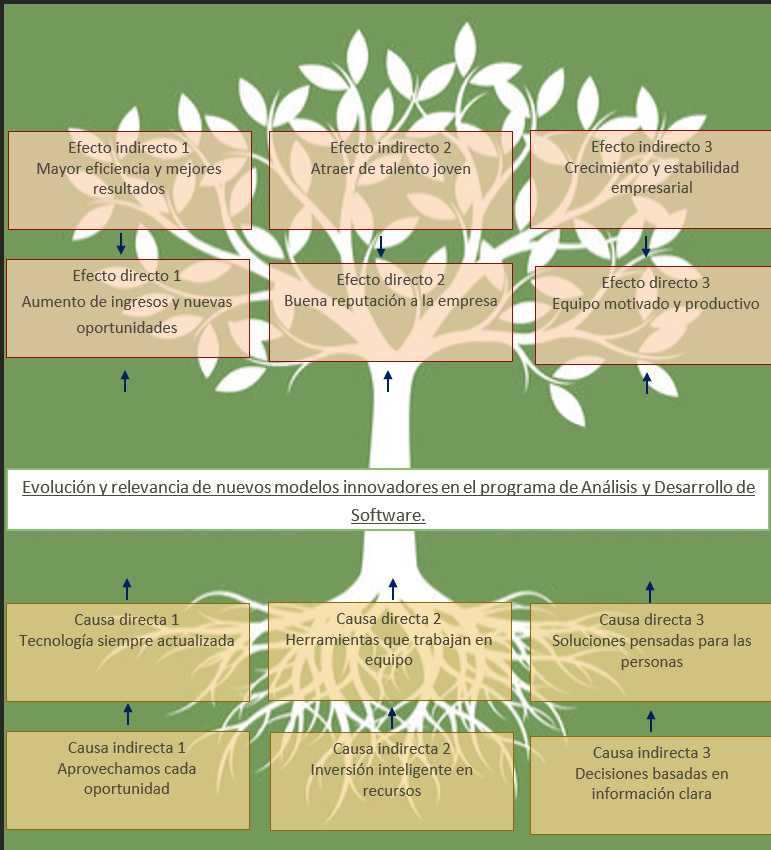 Efecto indirecto 1
Mayor eficiencia y mejores
resultados
Efecto indirecto 2
Atraer de talento joven
Efecto indirecto 3
Crecimiento y estabilidad
empresarial
Efecto directo 1
Aumento de ingresos y nuevas
oportunidades
Efecto directo 2
Buena reputación a la empresa
Efecto directo 3
Equipo motivado y productivo
Evolución y relevancia de nuevos modelos innovadores en el programa de Análisis y Desarrollo de
Software.
Causa directa 1
Tecnología siempre actualizada
Causa directa 2
Herramientas que trabajan en
equipo
Causa directa 3
Soluciones pensadas para las
personas
Causa indirecta 1
Aprovechamos cada
oportunidad
Causa indirecta 2
Inversión inteligente en
recursos
Causa indirecta 3
Decisiones basadas en
información clara